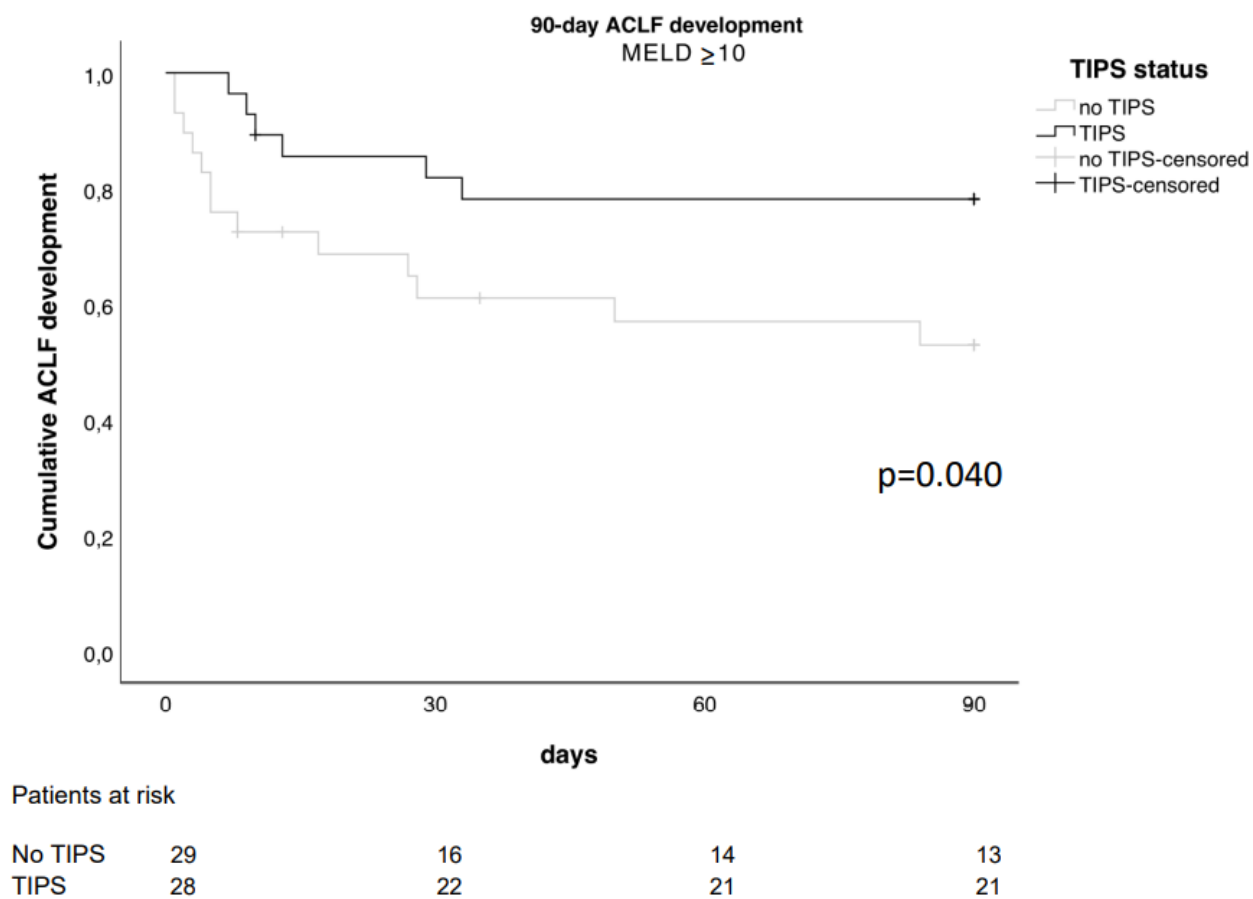 90-day ACLF development
MELD ≥10
TIPS status
no TIPS
TIPS
no TIPS-censored
TIPS-censored
Cumulative ACLF development
1,0
0,8
0,6
0,4
0,2
0,0
p=0.040
0 30 60 90
days
Patients at risk
No TIPS 29 16 14 13
TIPS 28 22 21 21